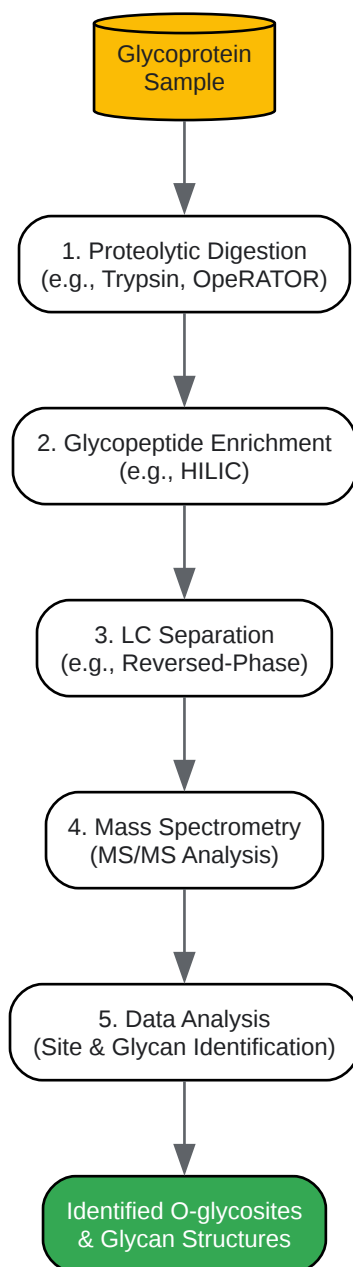 Glycoprotein
Sample
1. Proteolytic Digestion
(e.g., Trypsin, OpeRATOR)
2. Glycopeptide Enrichment
(e.g., HILIC)
3. LC Separation
(e.g., Reversed-Phase)
4. Mass Spectrometry
(MS/MS Analysis)
5. Data Analysis
(Site & Glycan Identification)
Identified O-glycosites
& Glycan Structures